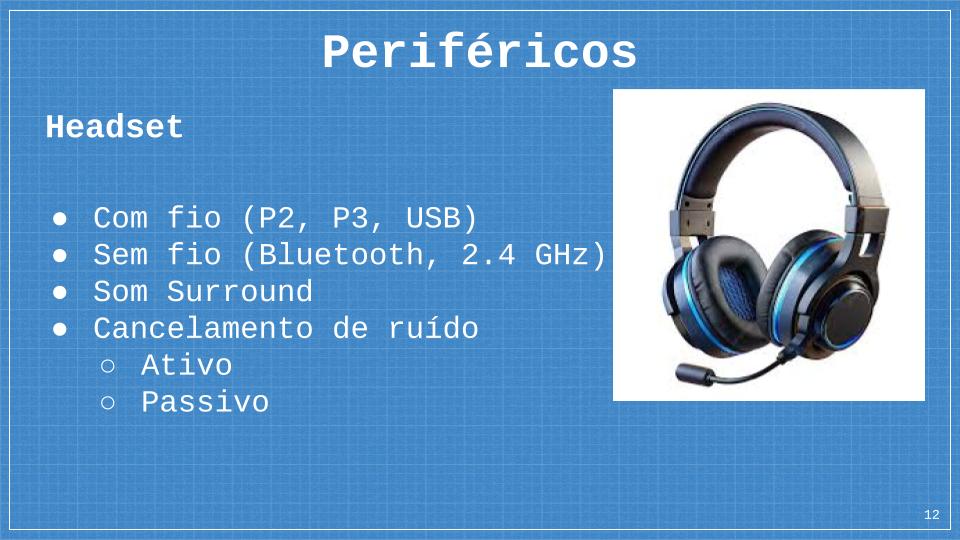 Periféricos
Headset
● Com fio (P2, P3, USB)
● Sem fio (Bluetooth, 2.4 GHz)
● Som Surround
● Cancelamento de ruído
○ Ativo
○ Passivo
12